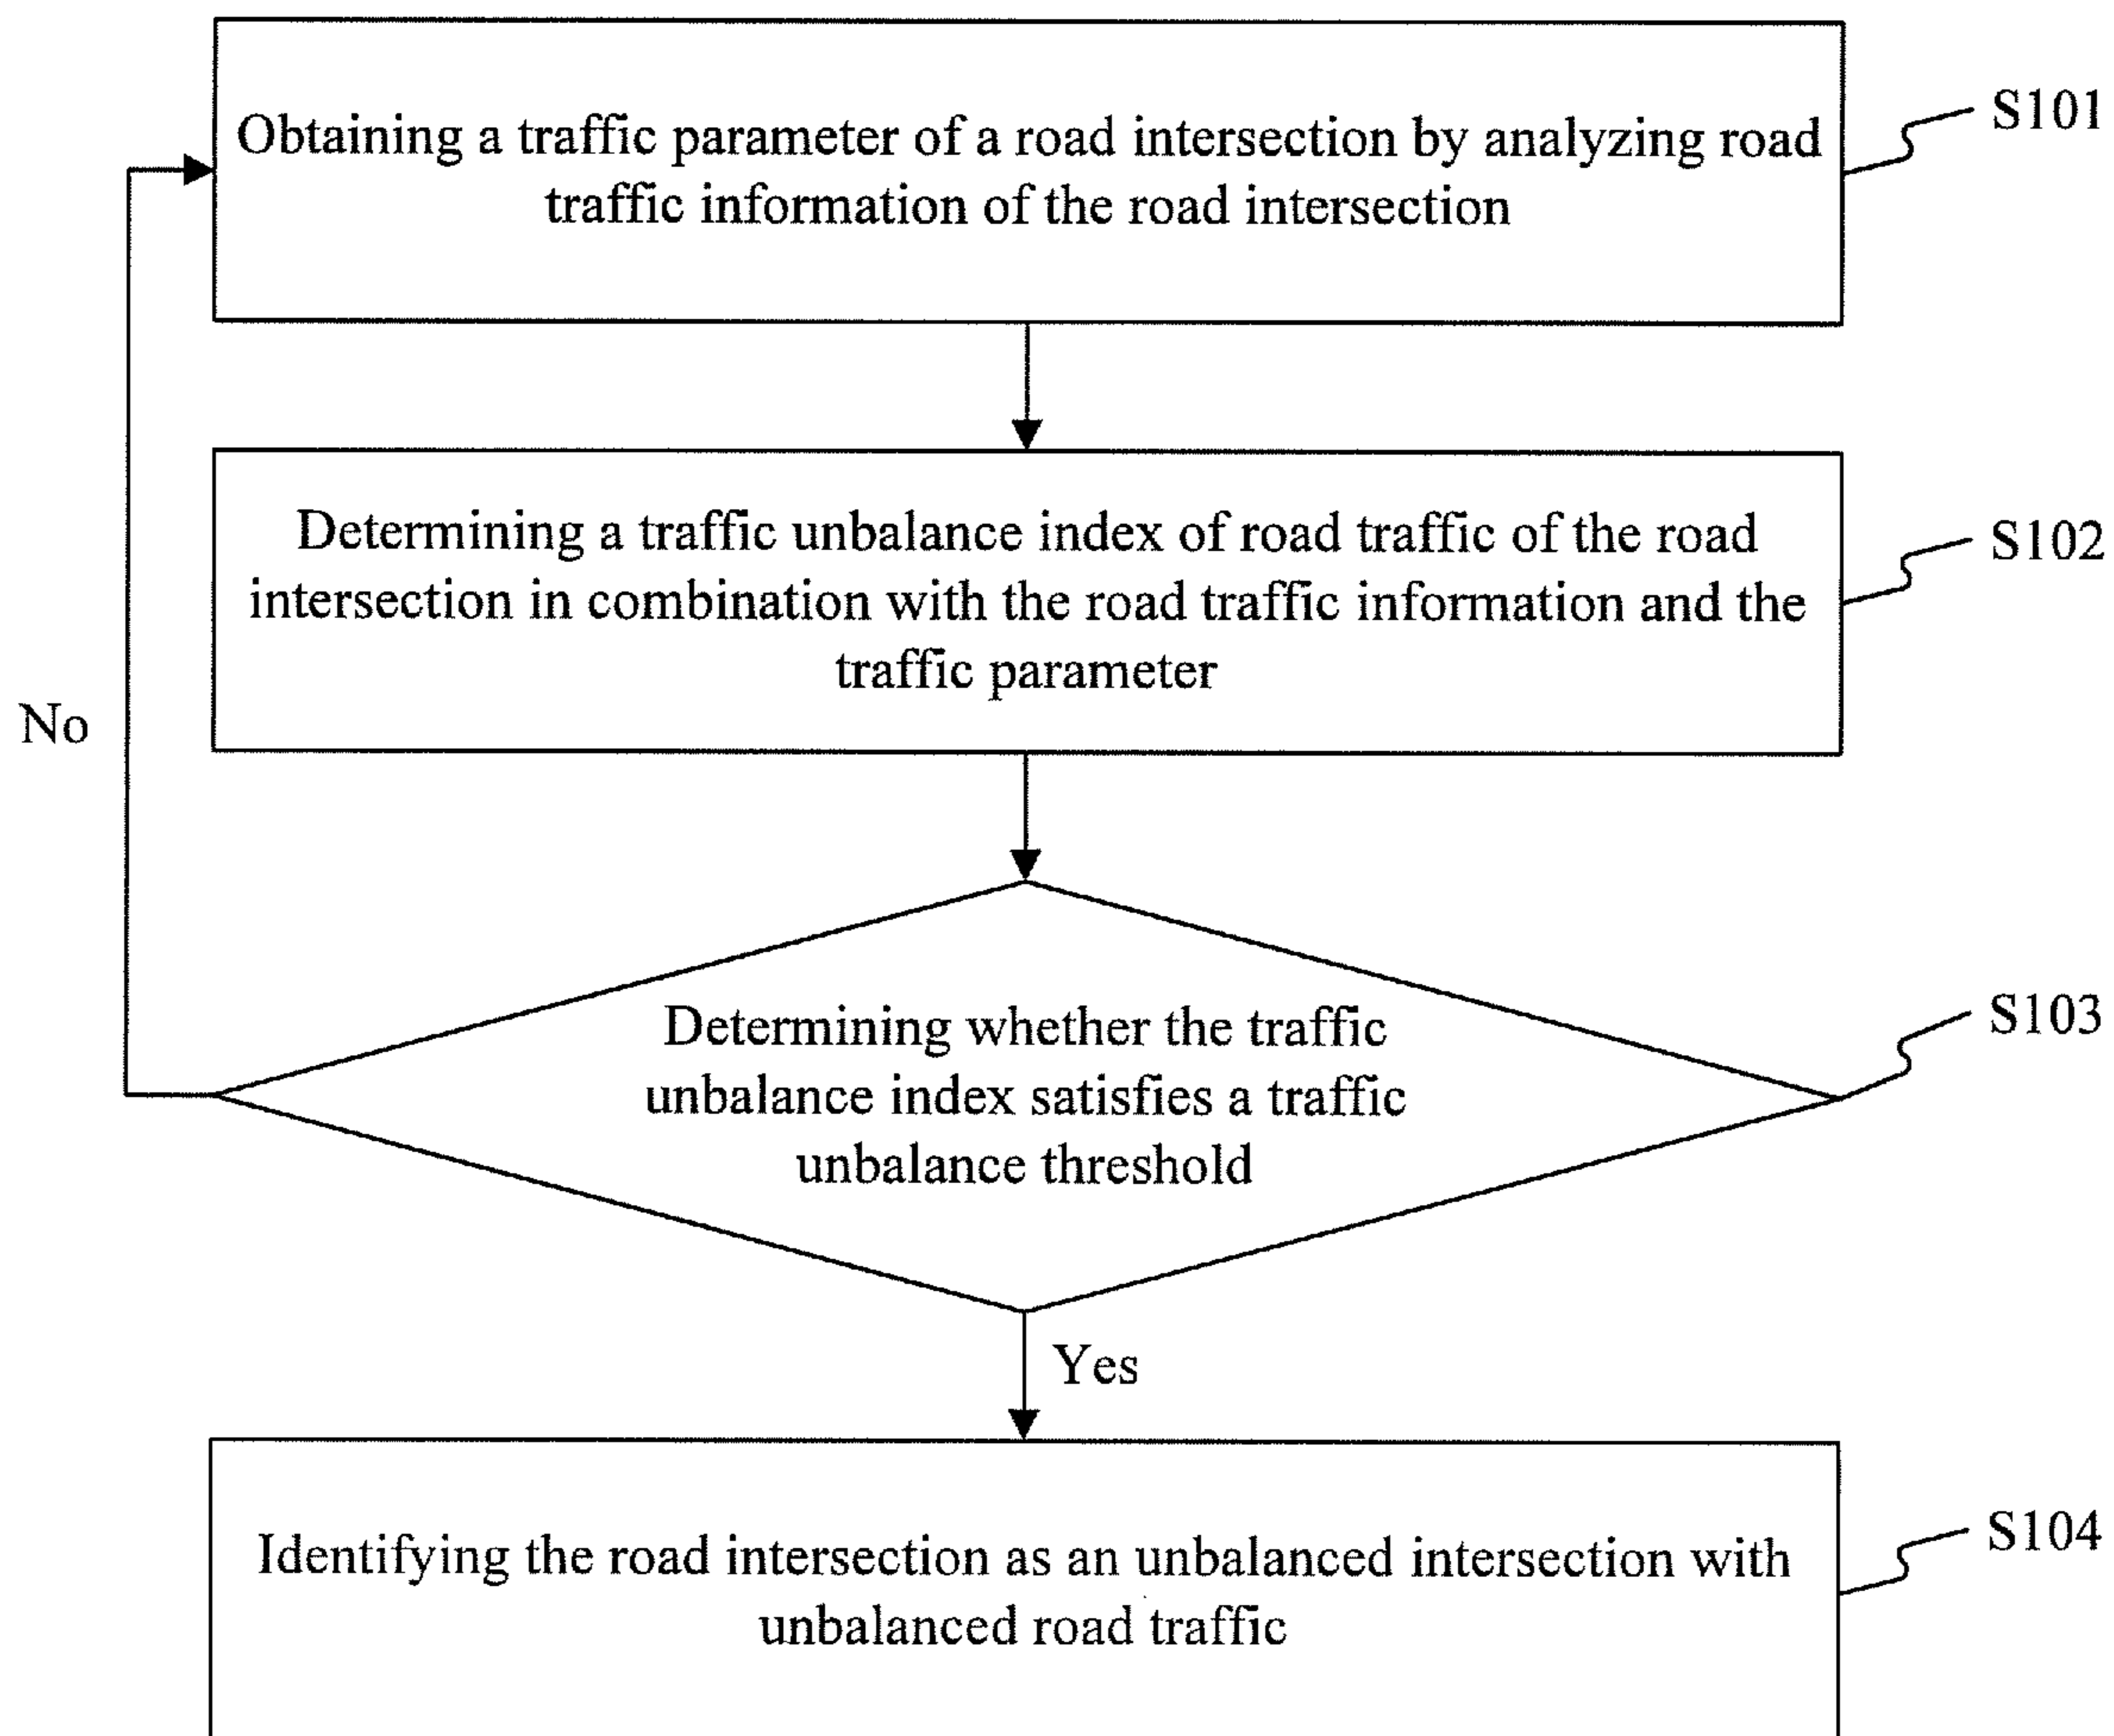 Obtaining a traffic parameter of a road intersection by analyzing road
traffic information of the road intersection
S101
Determining a traffic unbalance index of road traffic of the road
intersection in combination with the road traffic information and the
traffic parameter
S102
No
Determining whether the traffic
unbalance index satisfies a traffic
unbalance threshold
S103
Yes
Identifying the road intersection as an unbalanced intersection with
unbalanced road traffic
S104